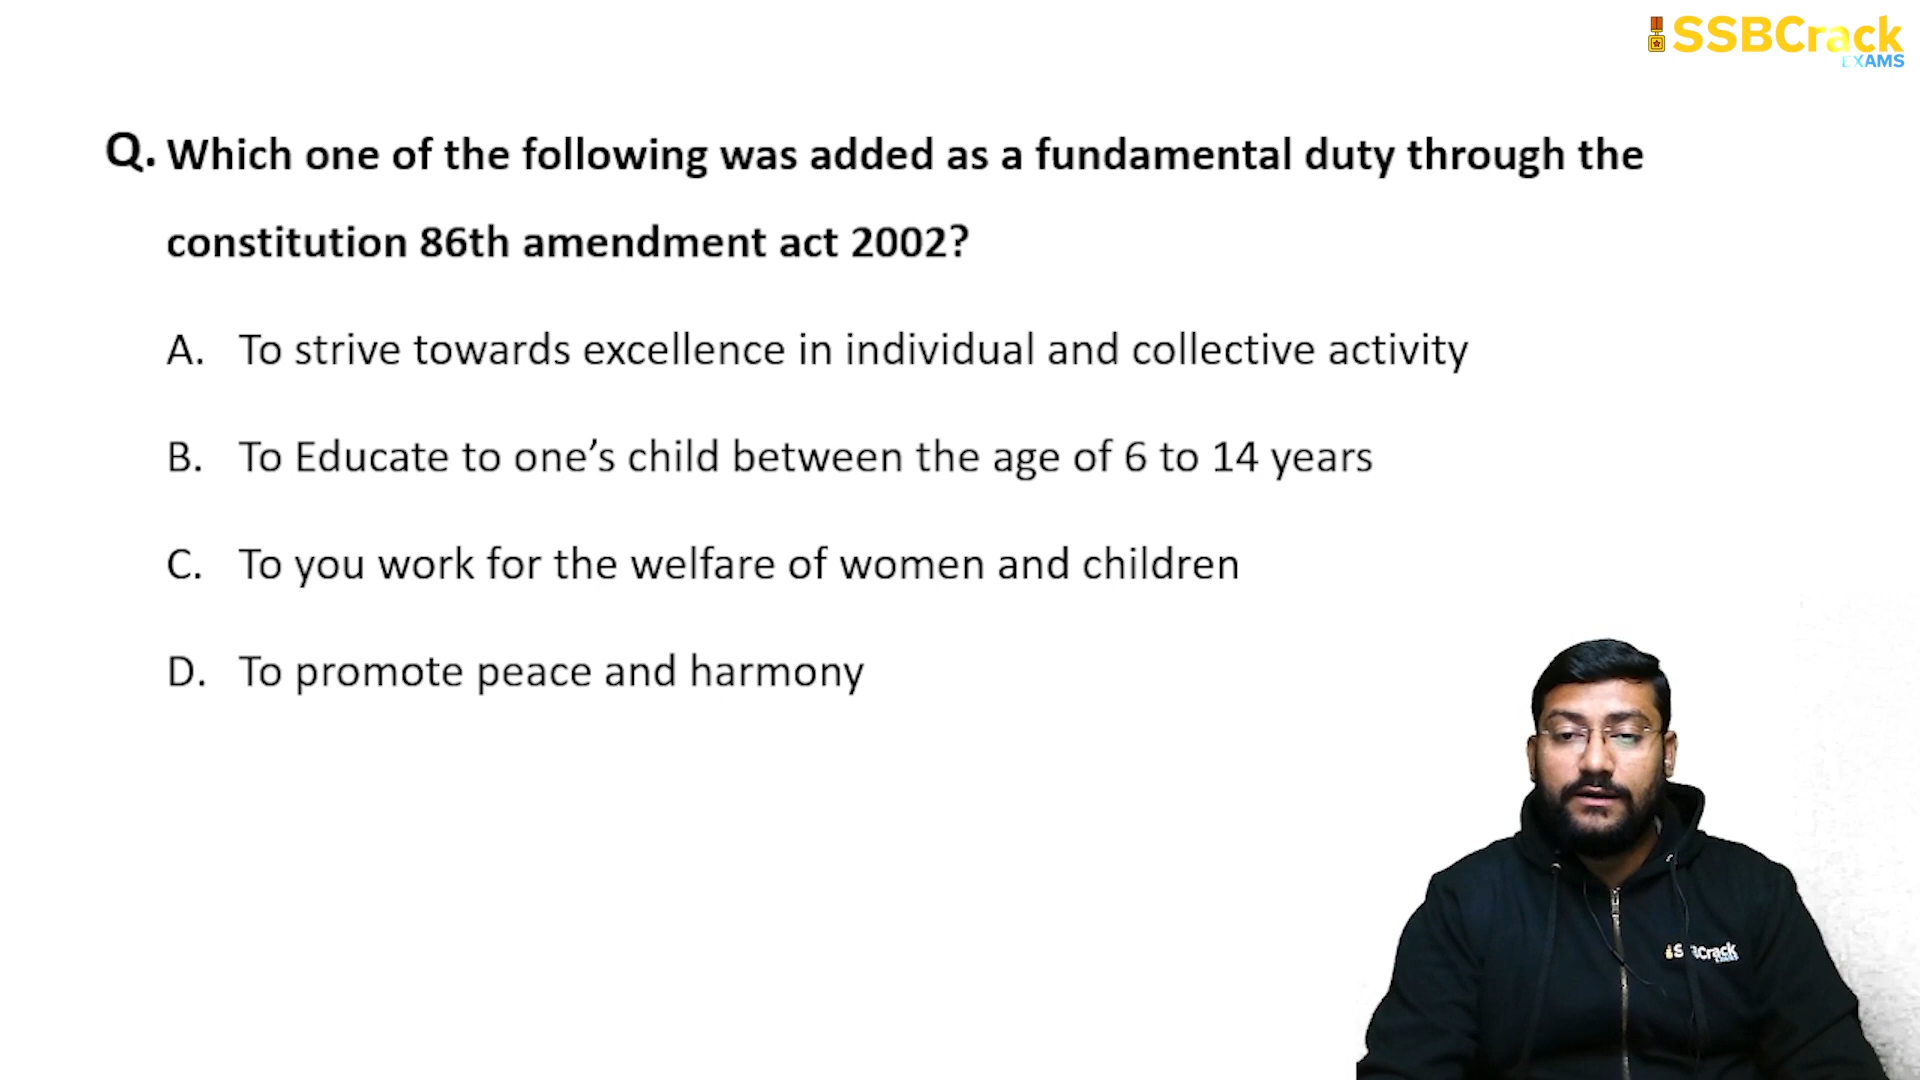 SSBCrack
EXAMS
Q. Which one of the following was added as a fundamental duty through the
constitution 86th amendment act 2002?
A. To strive towards excellence in individual and collective activity
B. To Educate to one’s child between the age of 6 to 14 years
C. To you work for the welfare of women and children
D. To promote peace and harmony